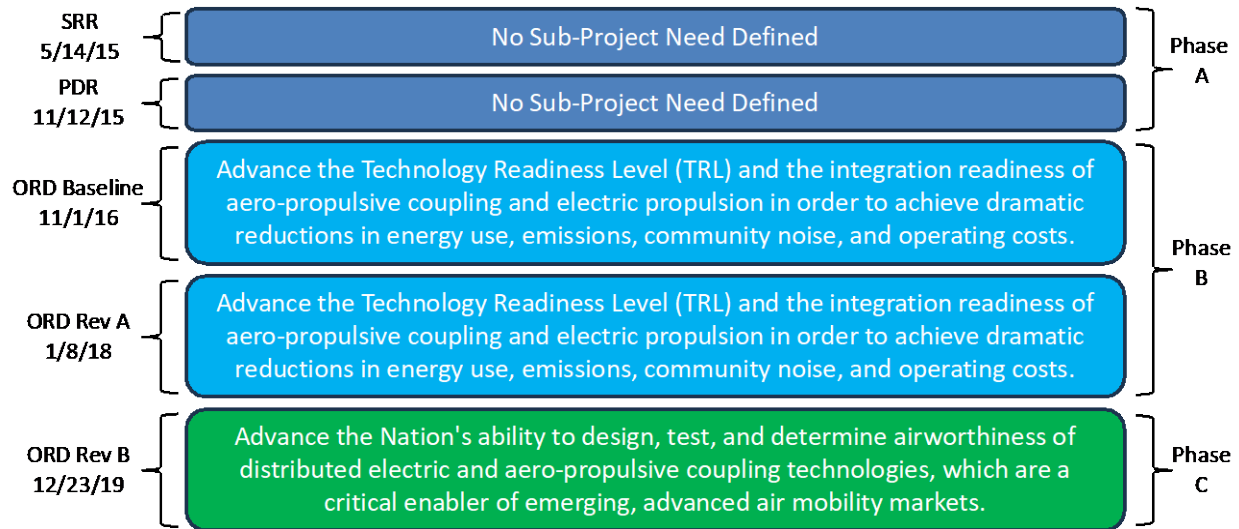 SRR
5/14/15
No Sub-Project Need Defined
Phase
A
PDR
11/12/15
No Sub-Project Need Defined
ORD Baseline
11/1/16
Advance the Technology Readiness Level (TRL) and the integration readiness of
aero-propulsive coupling and electric propulsion in order to achieve dramatic
reductions in energy use, emissions, community noise, and operating costs.
Phase
B
ORD Rev A
1/8/18
Advance the Technology Readiness Level (TRL) and the integration readiness of
aero-propulsive coupling and electric propulsion in order to achieve dramatic
reductions in energy use, emissions, community noise, and operating costs.
ORD Rev B
12/23/19
Advance the Nation's ability to design, test, and determine airworthiness of
distributed electric and aero-propulsive coupling technologies, which are a
critical enabler of emerging, advanced air mobility markets.
Phase
C